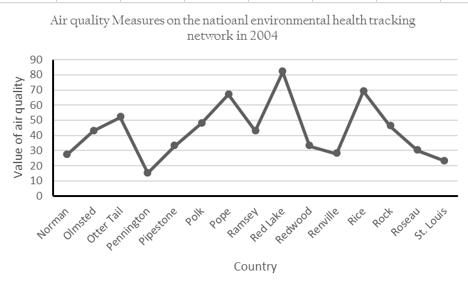 Air quality Measures on the natioanl environmental health tracking
network in 2004
Value of air quality
90
80
70
60
50
40
30
20
10
0
Norman
Olmsted
Otter Tail
Pennington
Pipestone
Polk
Pope
Ramsey
Red Lake
Redwood
Renville
Rice
Rock
Roseau
St. Louis
Country